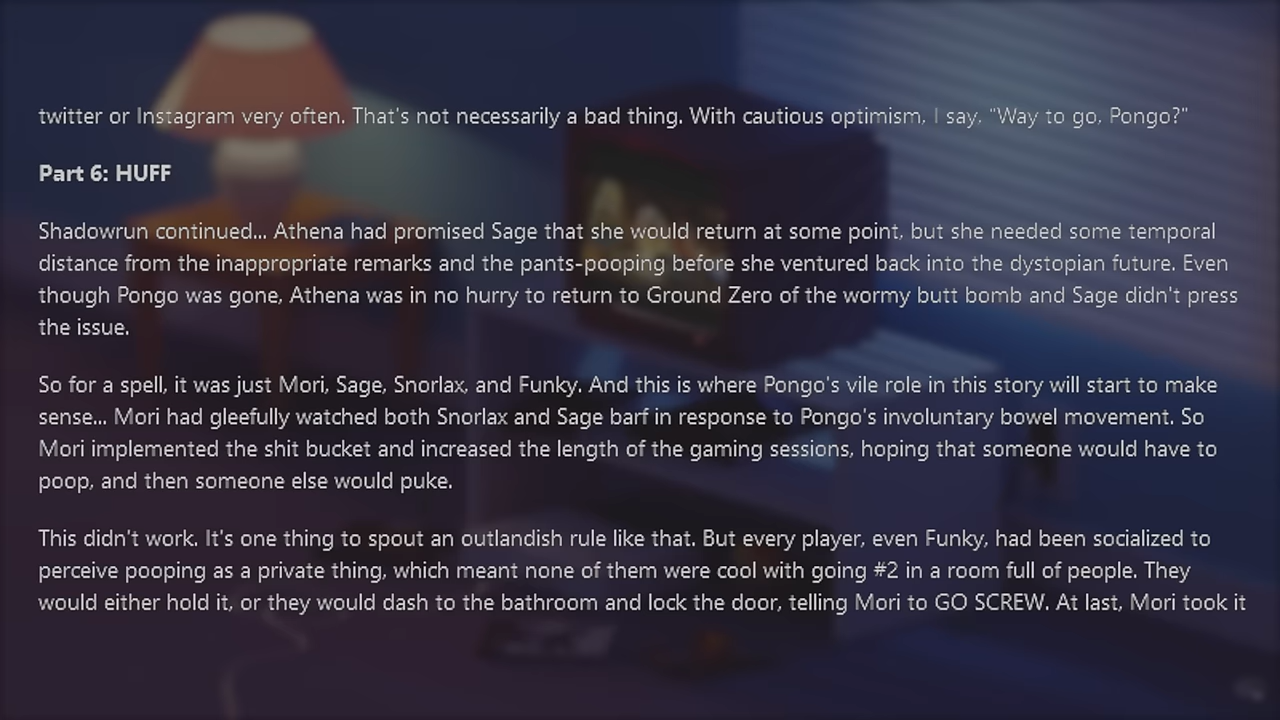 twitter or Instagram very often. That's not necessarily a bad thing. With cautious optimism, I say, "Way to go, Pongo?"
Part 6: HUFF
Shadowrun continued... Athena had promised Sage that she would return at some point, but she needed some temporal
distance from the inappropriate remarks and the pants-pooping before she ventured back into the dystopian future. Even
though Pongo was gone, Athena was in no hurry to return to Ground Zero of the wormy butt bomb and Sage didn't press
the issue.
So for a spell, it was just Mori, Sage, Snorlax, and Funky. And this is where Pongo's vile role in this story will start to make
sense... Mori had gleefully watched both Snorlax and Sage barf in response to Pongo's involuntary bowel movement. So
Mori implemented the shit bucket and increased the length of the gaming sessions, hoping that someone would have to
poop, and then someone else would puke.
This didn't work. It's one thing to spout an outlandish rule like that. But every player, even Funky, had been socialized to
perceive pooping as a private thing, which meant none of them were cool with going #2 in a room full of people. They
would either hold it, or they would dash to the bathroom and lock the door, telling Mori to GO SCREW. At last, Mori took it